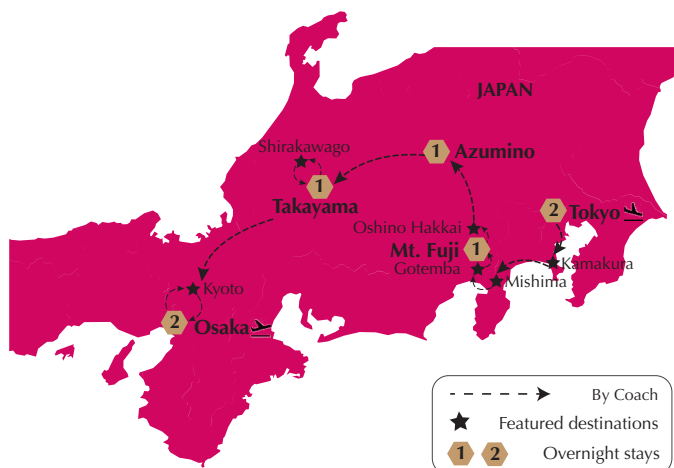 JAPAN
Shirakawago
1
Azumino
1
Takayama
2
Tokyo
Oshino Hakkai
Mt. Fuji
1
Gotemba
Kamakura
Mishima
Kyoto
2
Osaka
By Coach
Featured destinations
1 2
Overnight stays